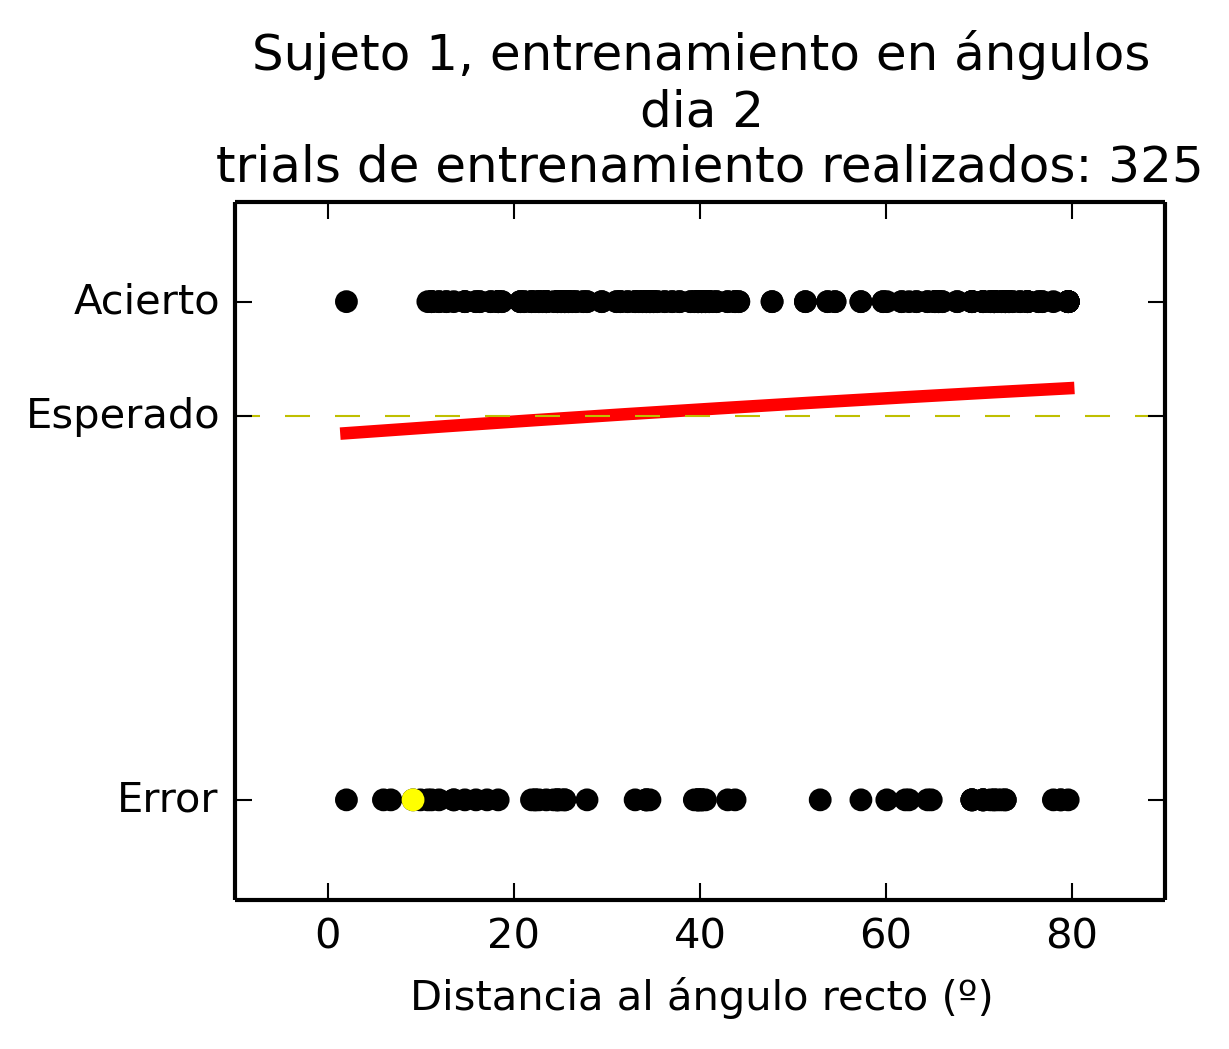 Sujeto 1, entrenamiento en ángulos
dia 2
trials de entrenamiento realizados: 325
Acierto
Esperado
Error
0 20 40 60 80
Distancia al ángulo recto (º)